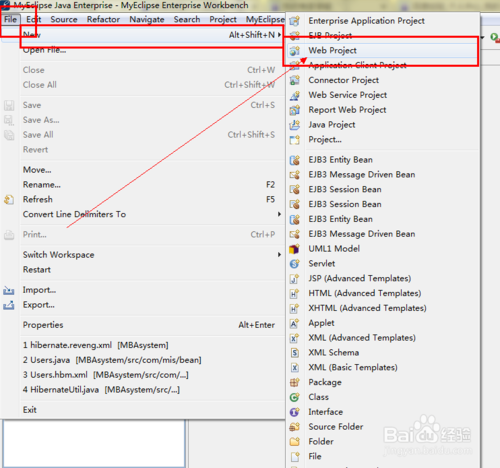 MyEclipse Java Enterprise - MyEclipse Enterprise Workbench
File Edit Source Refactor Navigate Search Project MyEclipse
New Alt+Shift+N
Open File...
Close Ctrl+W
Close All Ctrl+Shift+W
Save Ctrl+S
Save As...
Save All Ctrl+Shift+S
Revert
Move...
Rename... F2
Refresh F5
Convert Line Delimiters To
Print... Ctrl+P
Switch Workspace
Restart
Import...
Export...
Properties Alt+Enter
1 hibernate.reveng.xml [MBAsystem]
2 Users.java [MBAsystem/src/com/mis/bean]
3 Users.hbm.xml [MBAsystem/src/com/...]
4 HibernateUtil.java [MBAsystem/src/...]
Exit
Enterprise Application Project
EJB Project
Web Project
Application Client Project
Connector Project
Web Service Project
Report Web Project
Java Project
Project...
EJB3 Entity Bean
EJB3 Message Driven Bean
EJB3 Session Bean
EJB3 Session Bean
EJB3 Entity Bean
EJB3 Message Driven Bean
UML1 Model
Servlet
JSP (Advanced Templates)
HTML (Advanced Templates)
XHTML (Advanced Templates)
Applet
XML (Advanced Templates)
XML Schema
XML (Basic Templates)
Package
Class
Interface
Source Folder
Folder
File
Baidu经验
jingyan.baidu.com